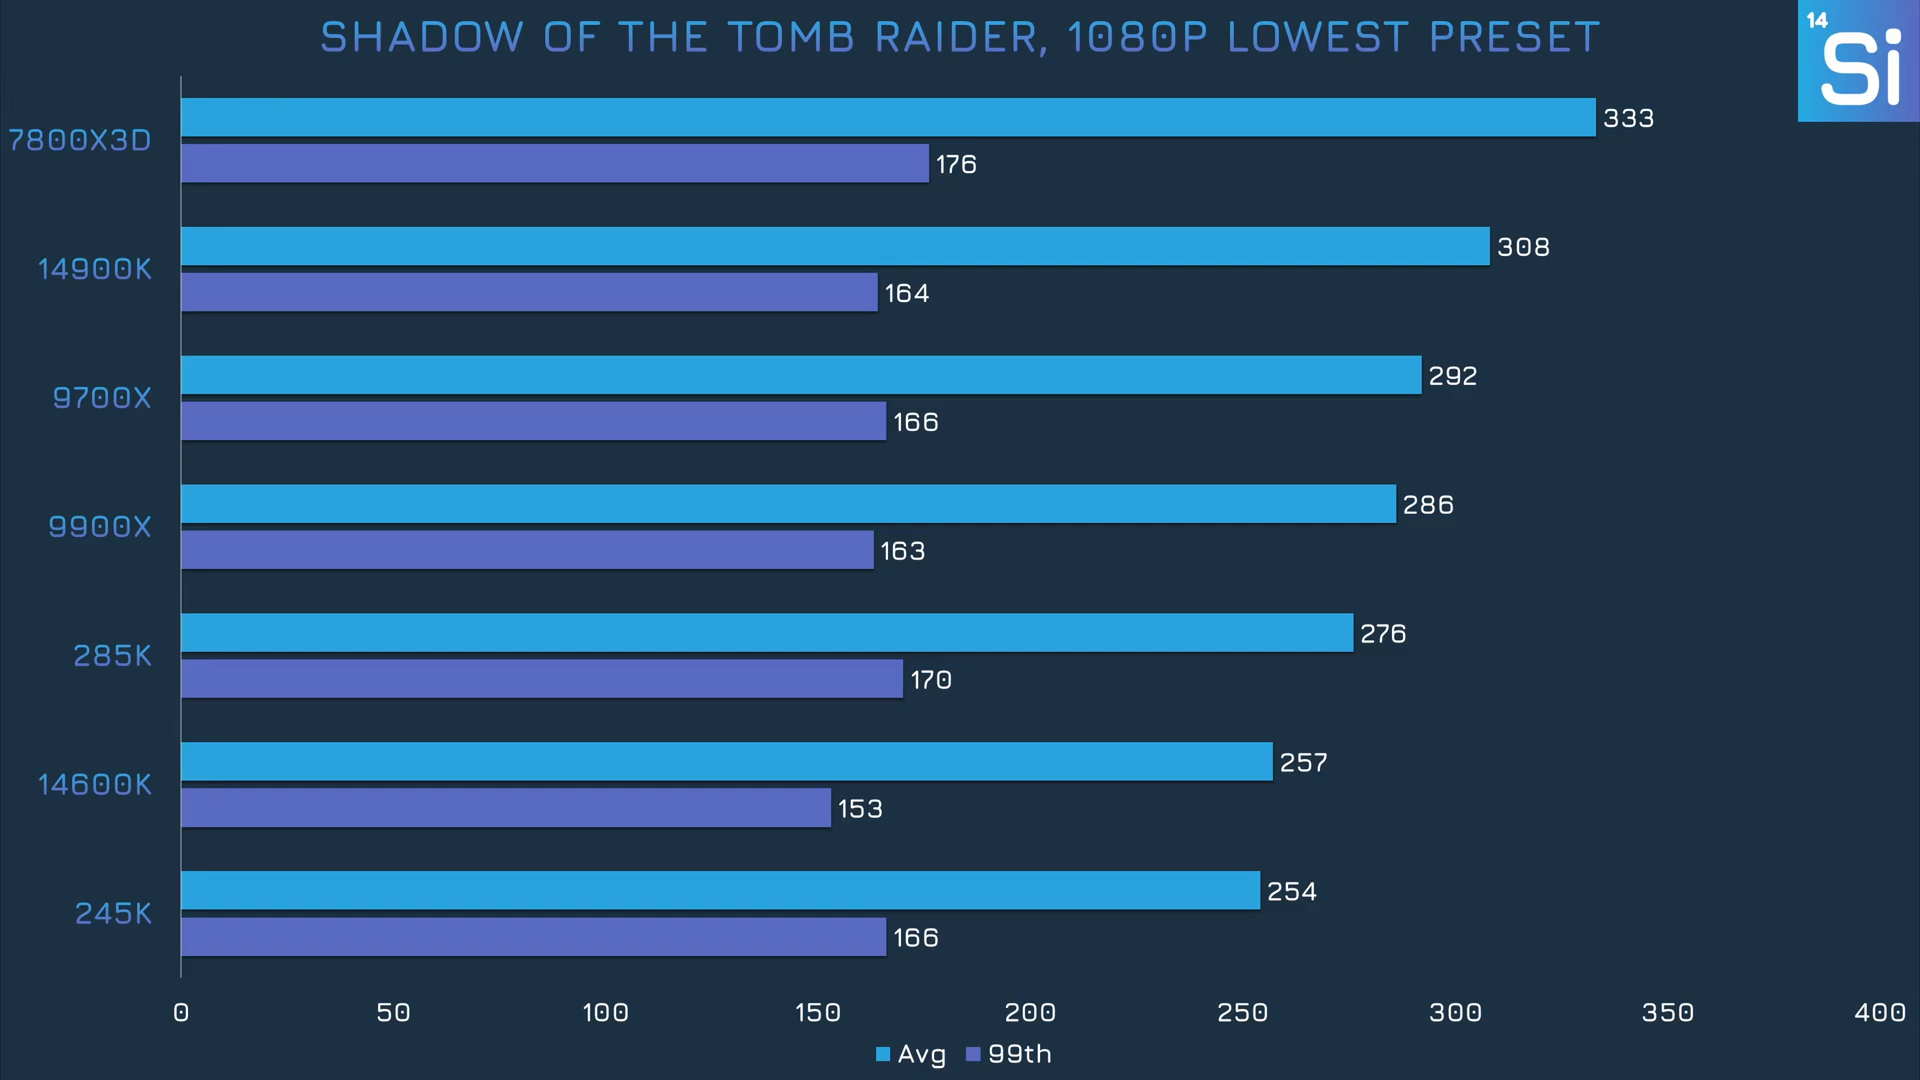 SHADOW OF THE TOMB RAIDER, 1080P LOWEST PRESET
14
Si
7800X3D
333
176
14900K
308
164
9700X
292
166
9900X
286
163
285K
276
170
14600K
257
153
245K
254
166
0 50 100 150 200 250 300 350 400
Avg 99th